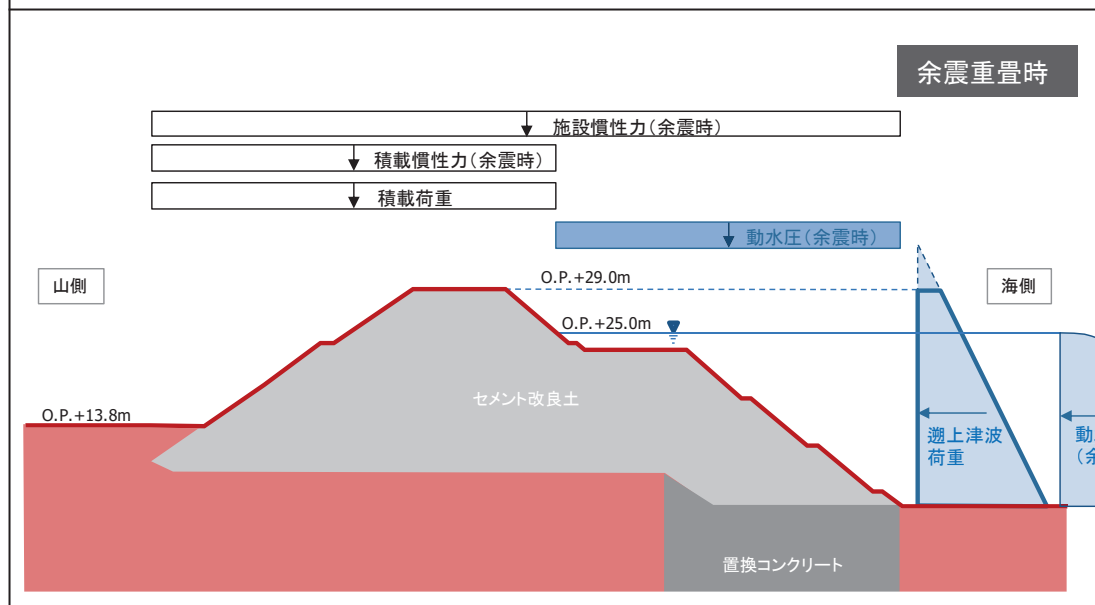 余震重畳時
施設慣性力(余震時)
積載慣性力(余震時)
積載荷重
動水圧(余震時)
山側
O.P.+29.0m
海側
O.P.+25.0m
セメント改良土
O.P.+13.8m
遡上津波
荷重
置換コンクリート